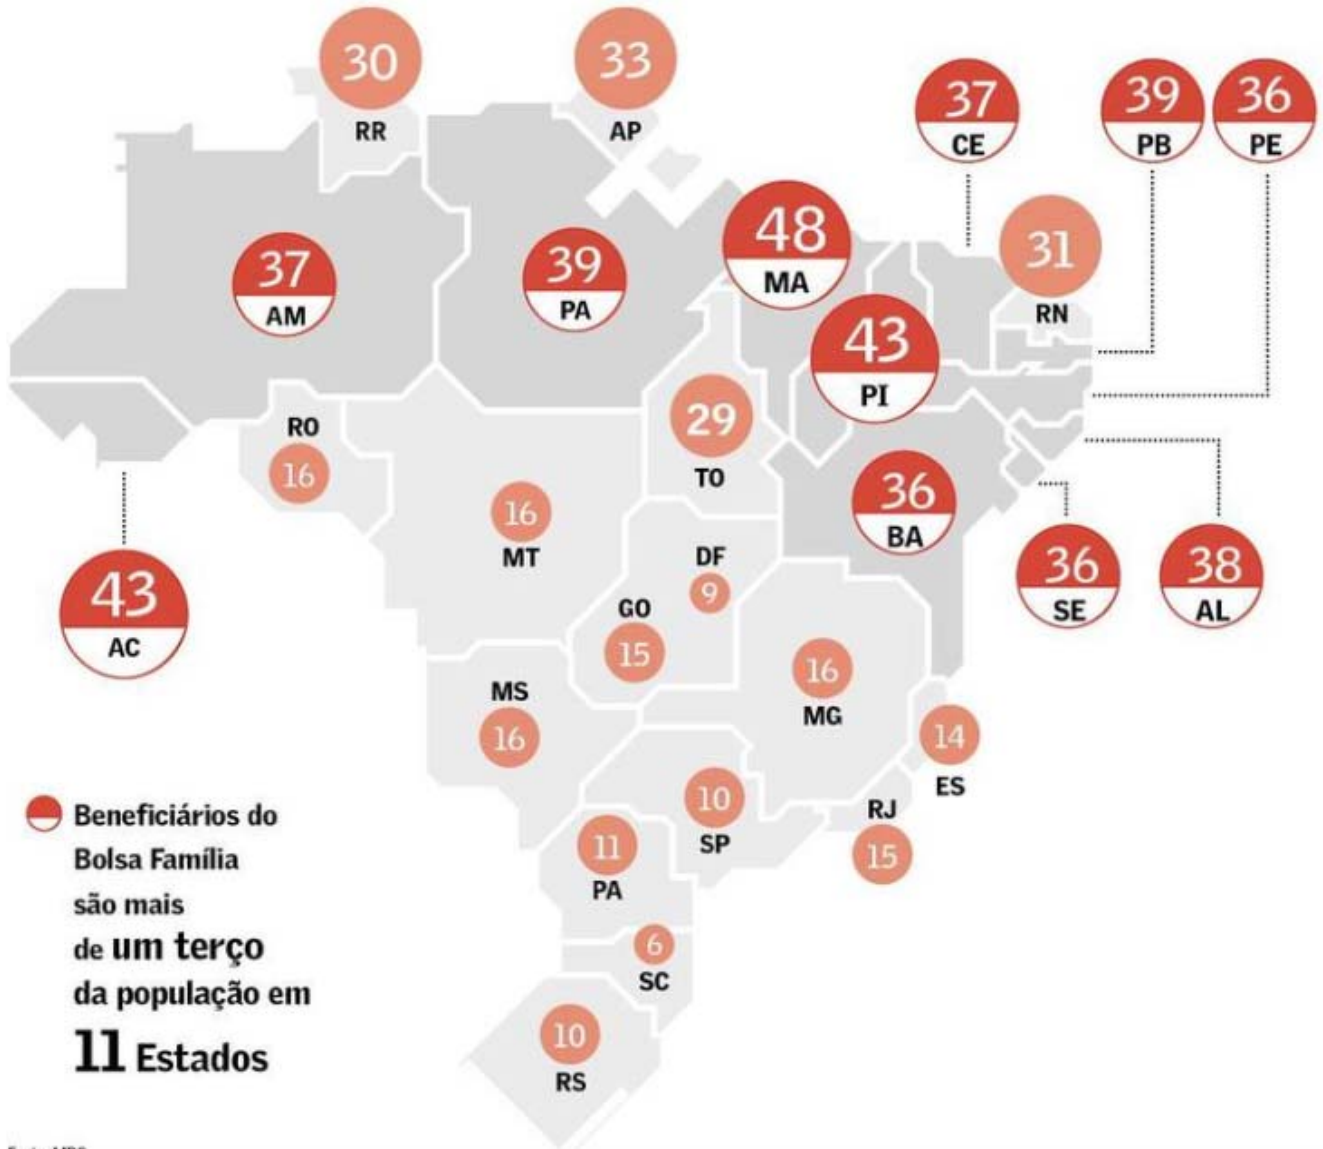 30
RR
33
AP
37
CE
39
PB
36
PE
48
MA
31
RN
37
AM
39
PA
43
PI
RO
16
29
TO
16
MT
36
BA
DF
9
36
SE
38
AL
43
AC
GO
15
16
MG
MS
16
14
ES
10
SP
RJ
15
11
PA
6
SC
10
RS
Beneficiários do
Bolsa Família
são mais
de um terço
da população em
11 Estados